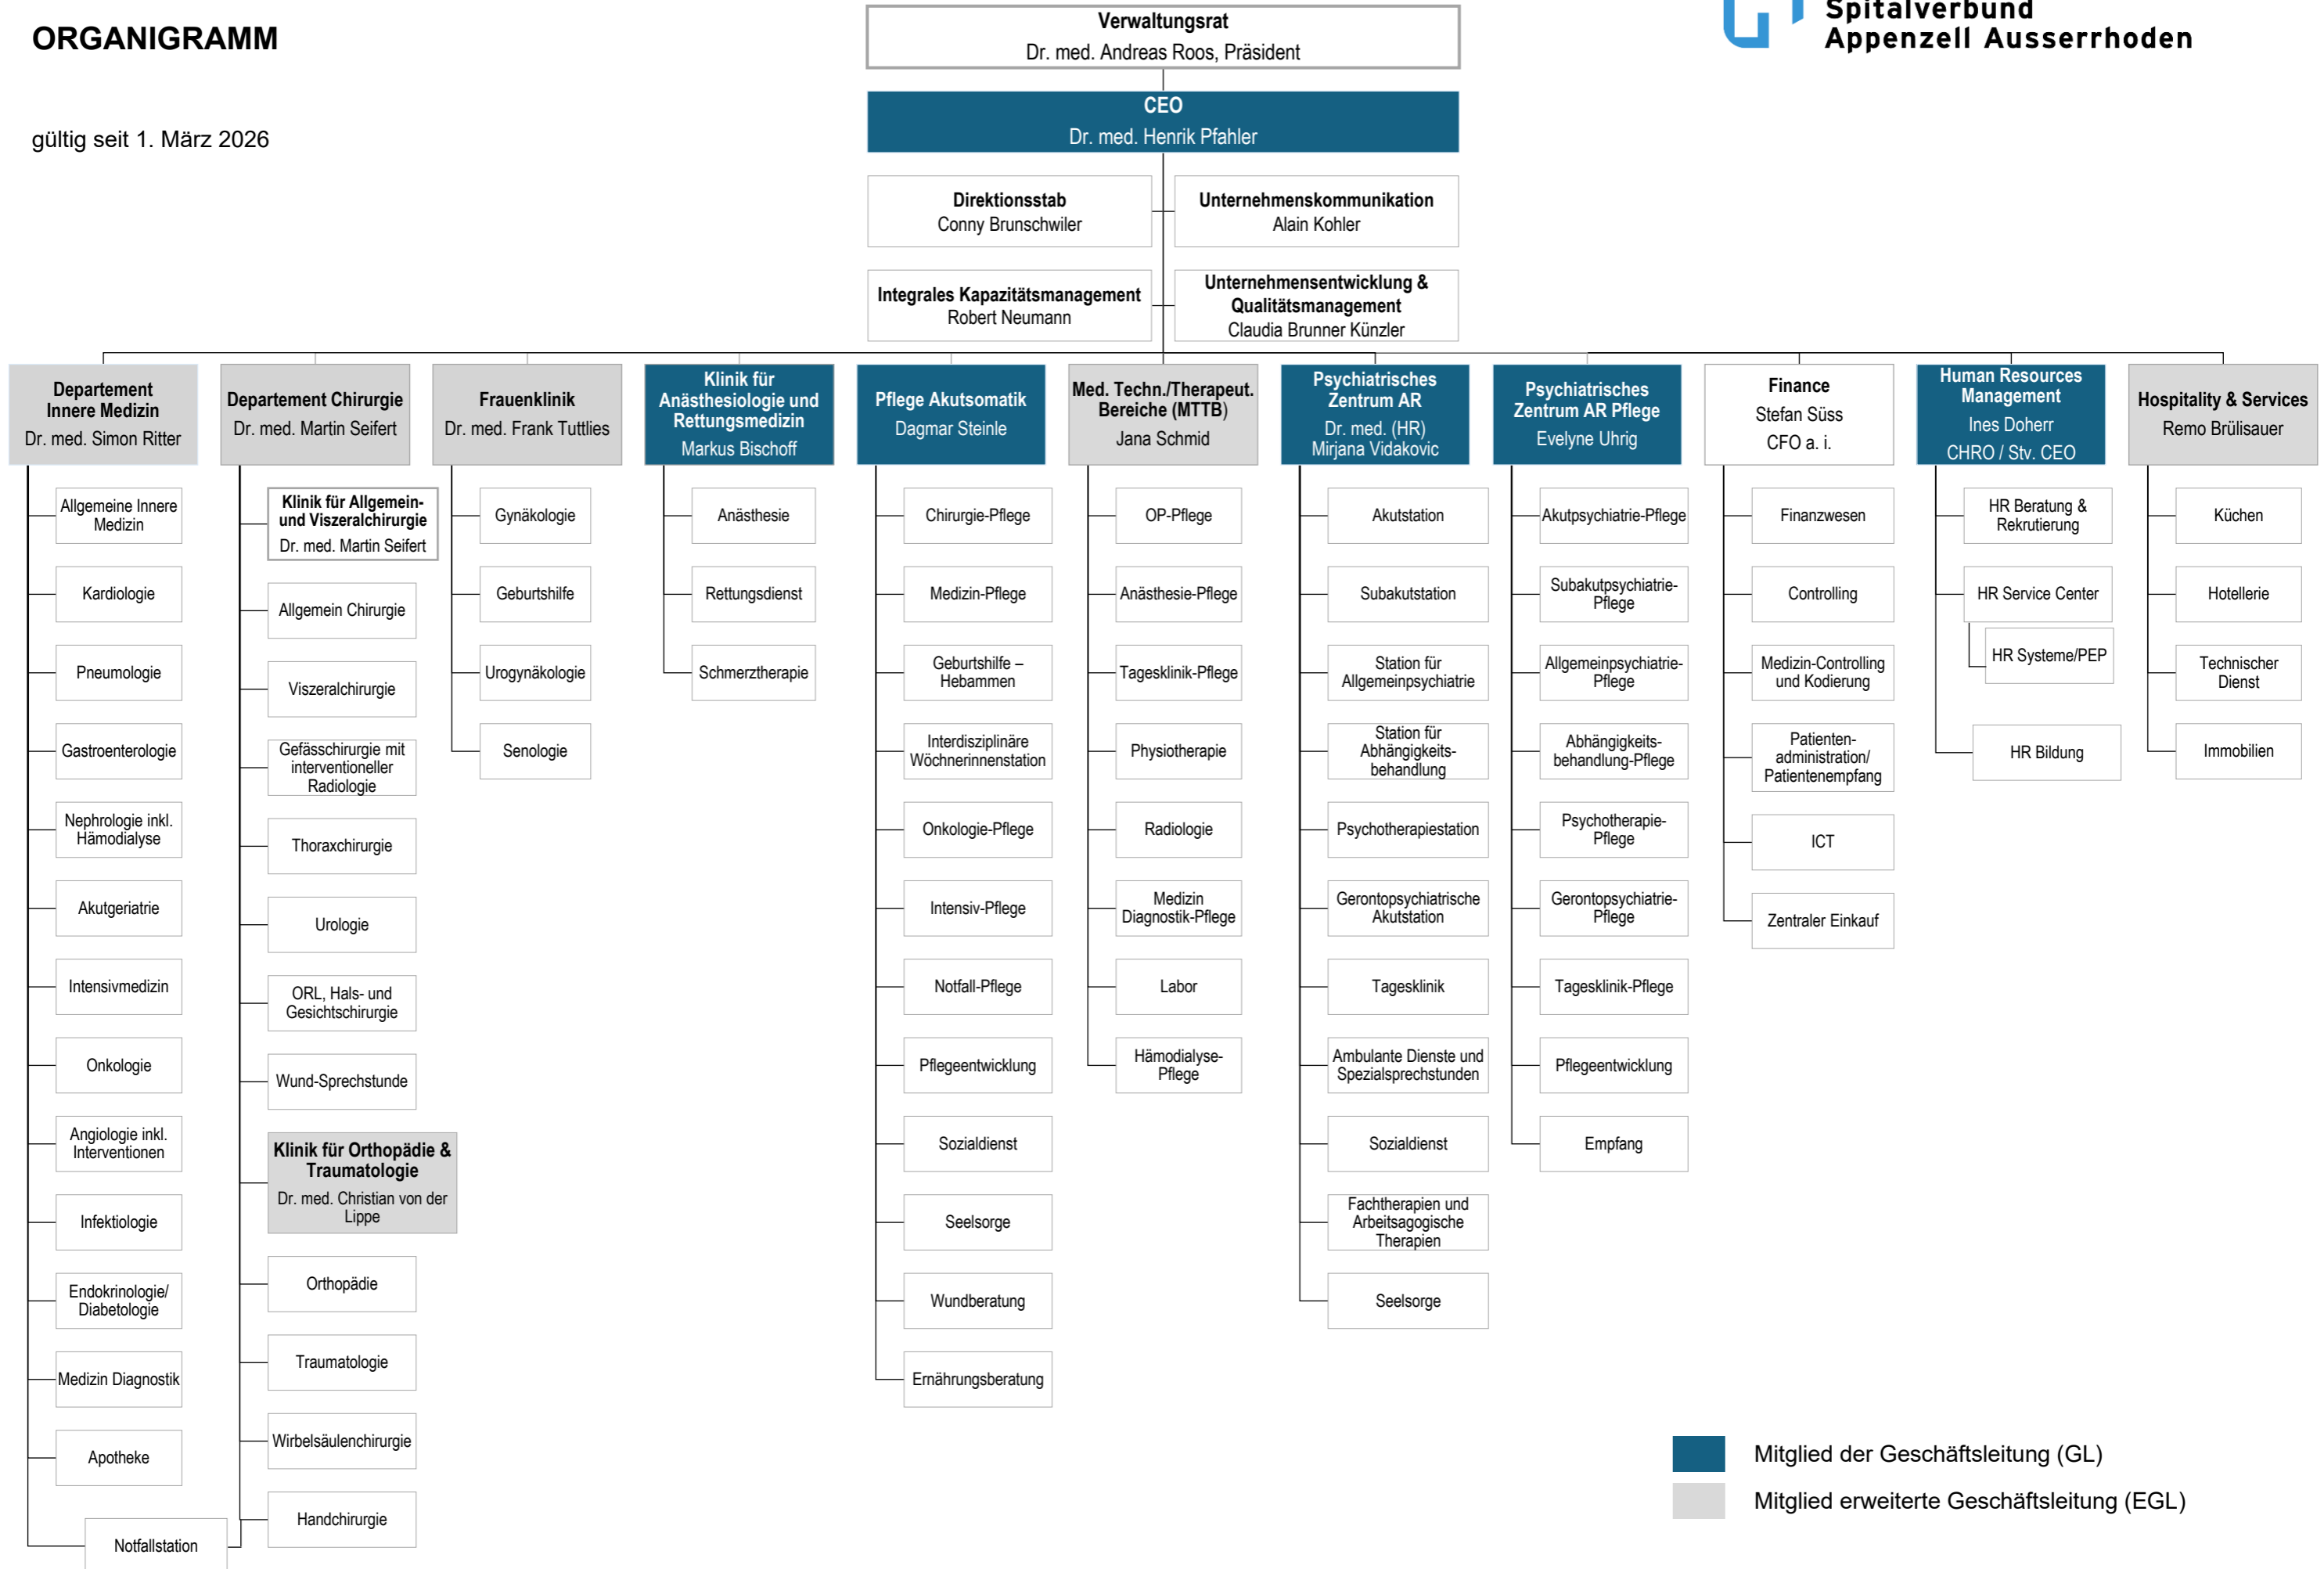 ORGANIGRAMM
gültig seit 1. März 2026
Spitalverbund
Appenzell Ausserrhoden
Verwaltungsrat
Dr. med. Andreas Roos, Präsident
CEO
Dr. med. Henrik Pfahler
Direktionsstab
Conny Brunschwiler
Unternehmenskommunikation
Alain Kohler
Integrales Kapazitätsmanagement
Robert Neumann
Unternehmensentwicklung &
Qualitätsmanagement
Claudia Brunner Künzler
Departement
Innere Medizin
Dr. med. Simon Ritter
Allgemeine Innere
Medizin
Kardiologie
Pneumologie
Gastroenterologie
Nephrologie inkl.
Hämodialyse
Akutgeriatrie
Intensivmedizin
Onkologie
Angiologie inkl.
Interventionen
Infektiologie
Endokrinologie/
Diabetologie
Medizin Diagnostik
Apotheke
Notfallstation
Departement Chirurgie
Dr. med. Martin Seifert
Klinik für Allgemein-
und Viszeralchirurgie
Dr. med. Martin Seifert
Allgemein Chirurgie
Viszeralchirurgie
Gefässchirurgie mit
interventioneller
Radiologie
Thoraxchirurgie
Urologie
ORL, Hals- und
Gesichtschirurgie
Wund-Sprechstunde
Klinik für Orthopädie &
Traumatologie
Dr. med. Christian von der
Lippe
Orthopädie
Traumatologie
Wirbelsäulenchirurgie
Handchirurgie
Frauenklinik
Dr. med. Frank Tuttlies
Gynäkologie
Geburtshilfe
Urogynäkologie
Senologie
Klinik für
Anästhesiologie und
Rettungsmedizin
Markus Bischoff
Anästhesie
Rettungsdienst
Schmerztherapie
Pflege Akutsomatik
Dagmar Steinle
Chirurgie-Pflege
Medizin-Pflege
Geburtshilfe –
Hebammen
Interdisziplinäre
Wöchnerinnenstation
Onkologie-Pflege
Intensiv-Pflege
Notfall-Pflege
Pflegeentwicklung
Sozialdienst
Seelsorge
Wundberatung
Ernährungsberatung
Med. Techn./Therapeut.
Bereiche (MTTB)
Jana Schmid
OP-Pflege
Anästhesie-Pflege
Tagesklinik-Pflege
Physiotherapie
Radiologie
Medizin
Diagnostik-Pflege
Labor
Hämodialyse-
Pflege
Psychiatrisches
Zentrum AR
Dr. med. (HR)
Mirjana Vidakovic
Akutstation
Subakutstation
Station für
Allgemeinpsychiatrie
Station für
Abhängigkeits-
behandlung
Psychotherapiestation
Gerontopsychiatrische
Akutstation
Tagesklinik
Ambulante Dienste und
Spezialsprechstunden
Sozialdienst
Fachtherapien und
Arbeitsagogische
Therapien
Seelsorge
Psychiatrisches
Zentrum AR Pflege
Evelyne Uhrig
Akutpsychiatrie-Pflege
Subakutpsychiatrie-
Pflege
Allgemeinpsychiatrie-
Pflege
Abhängigkeits-
behandlung-Pflege
Psychotherapie-
Pflege
Gerontopsychiatrie-
Pflege
Tagesklinik-Pflege
Pflegeentwicklung
Empfang
Finance
Stefan Süss
CFO a. i.
Finanzwesen
Controlling
Medizin-Controlling
und Kodierung
Patienten-
administration/
Patientenempfang
ICT
Zentraler Einkauf
Human Resources
Management
Ines Doherr
CHRO / Stv. CEO
HR Beratung &
Rekrutierung
HR Service Center
HR Systeme/PEP
HR Bildung
Hospitality & Services
Remo Brülisauer
Küchen
Hotellerie
Technischer
Dienst
Immobilien
Mitglied der Geschäftsleitung (GL)
Mitglied erweiterte Geschäftsleitung (EGL)